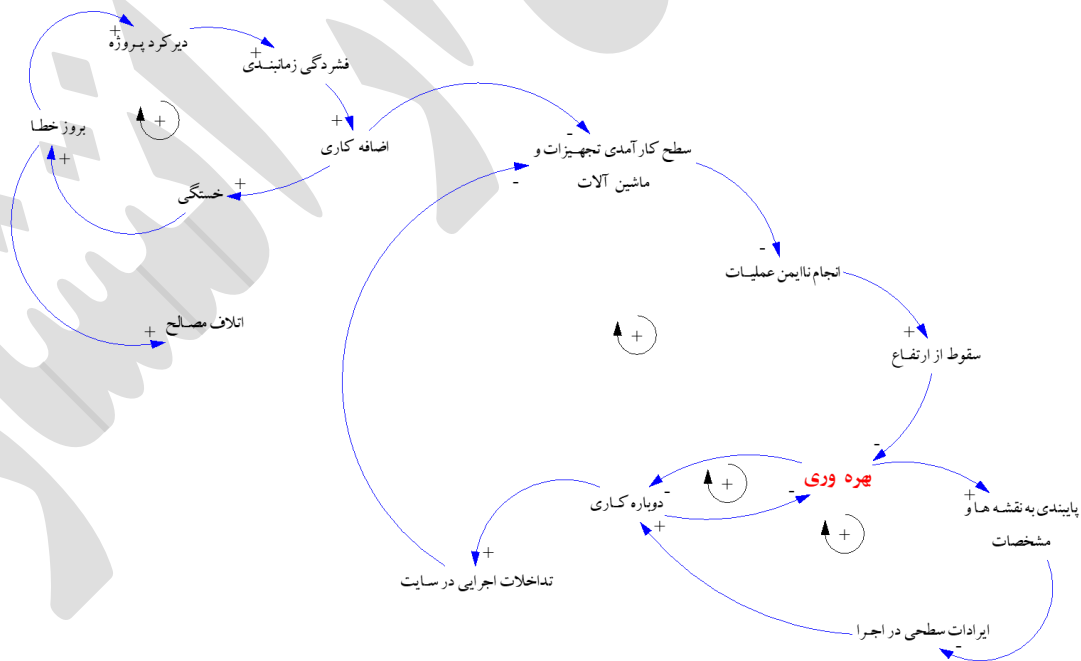 دیرکرد پروژه
+
فشردگی زمانبندی
+
اضافه کاری
+
بروز خطا
+
+
خستگی
+
سطح کارآمدی تجهیزات و
ماشین آلات
-
-
انجام ناایمن عملیات
-
اتلاف مصالح
+
+
سقوط از ارتفاع
+
بهره وری
-
+
دوباره کاری
-
-
+
+
پایبندی به نقشه ها و
مشخصات
+
+
تداخلات اجرایی در سایت
+
ایرادات سطحی در اجرا
-